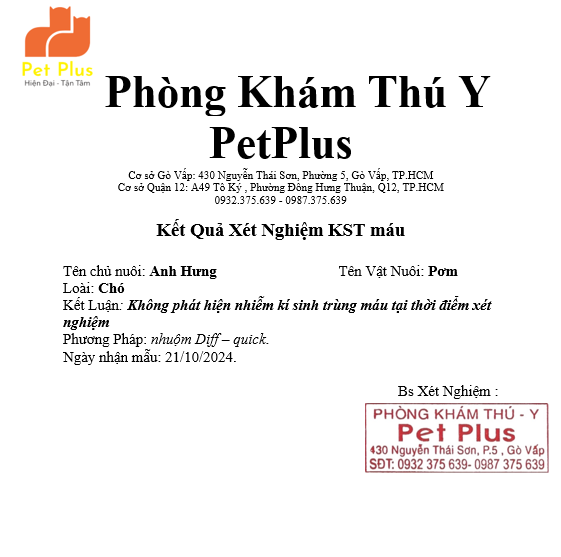 Pet Plus
Hiện Đại - Tận Tâm
Phòng Khám Thú Y
PetPlus
Cơ sở Gò Vấp: 430 Nguyễn Thái Sơn, Phường 5, Gò Vấp, TP.HCM
Cơ sở Quận 12: A49 Tô Ký , Phường Đông Hưng Thuận, Q12, TP.HCM
0932.375.639 - 0987.375.639
Kết Quả Xét Nghiệm KST máu
Tên chủ nuôi: Anh Hưng Tên Vật Nuôi: Pơm
Loài: Chó
Kết Luận: Không phát hiện nhiễm kí sinh trùng máu tại thời điểm xét
nghiệm
Phương Pháp: nhuộm Diff – quick.
Ngày nhận mẫu: 21/10/2024.
Bs Xét Nghiệm :
PHÒNG KHÁM THÚ - Y
Pet Plus
430 Nguyễn Thái Sơn, P.5 , Gò Vấp
SĐT: 0932 375 639- 0987 375 639